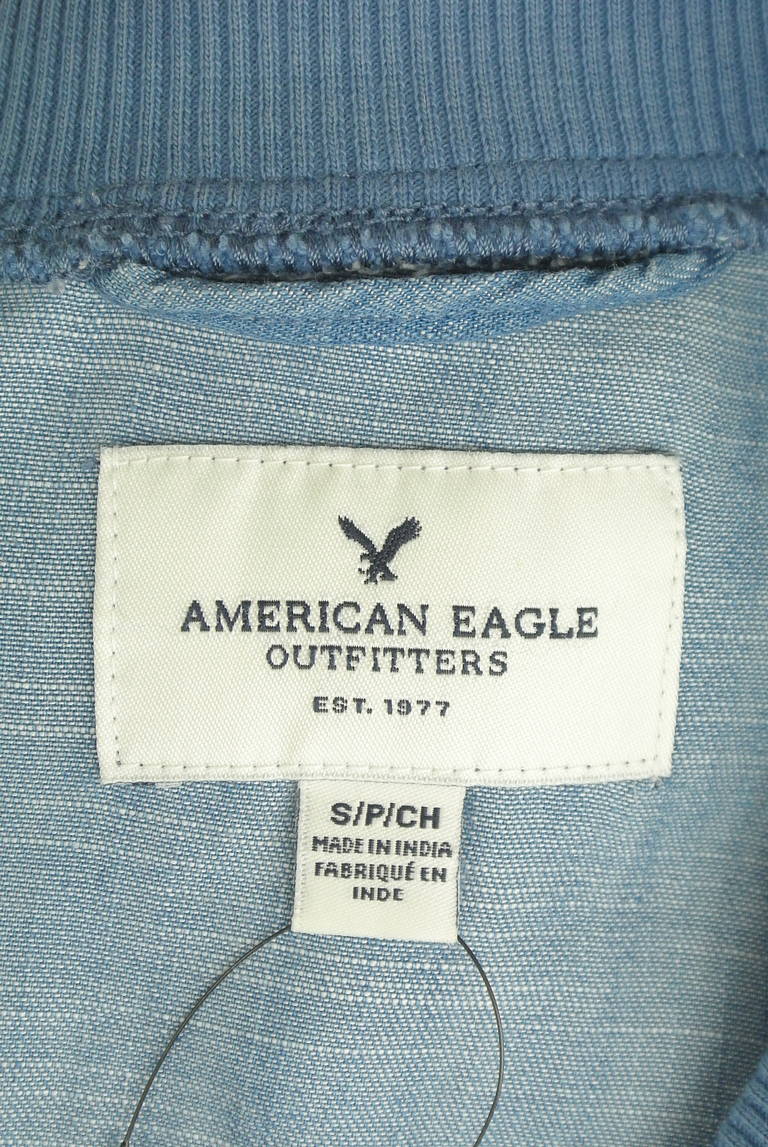 AMERICAN EAGLE
OUTFITTERS
EST. 1977
S/P/CH
MADE IN INDIA
FABRIQUÉ EN
INDE